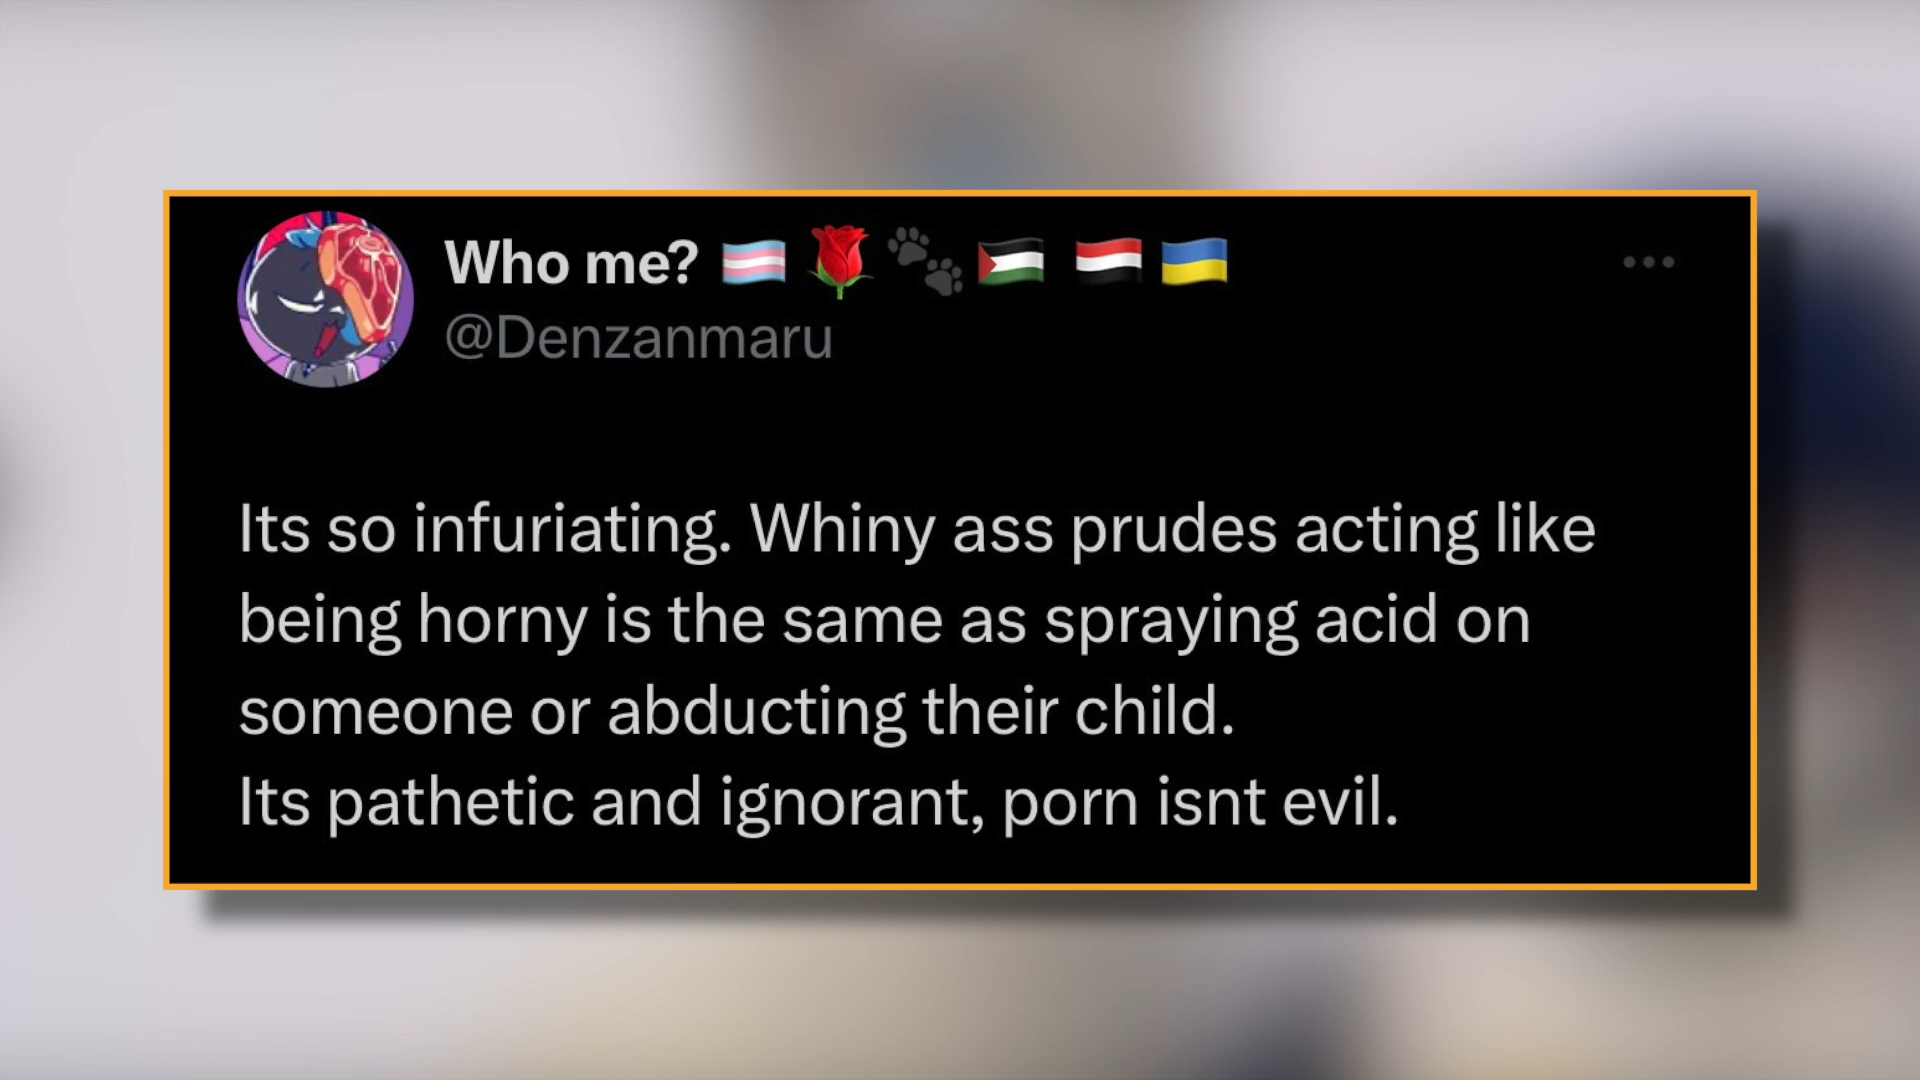 Who me? 🏳️‍⚧️🌹🐾🇵🇸🇾🇪🇺🇦
@Denzanmaru
Its so infuriating. Whiny ass prudes acting like
being horny is the same as spraying acid on
someone or abducting their child.
Its pathetic and ignorant, porn isnt evil.